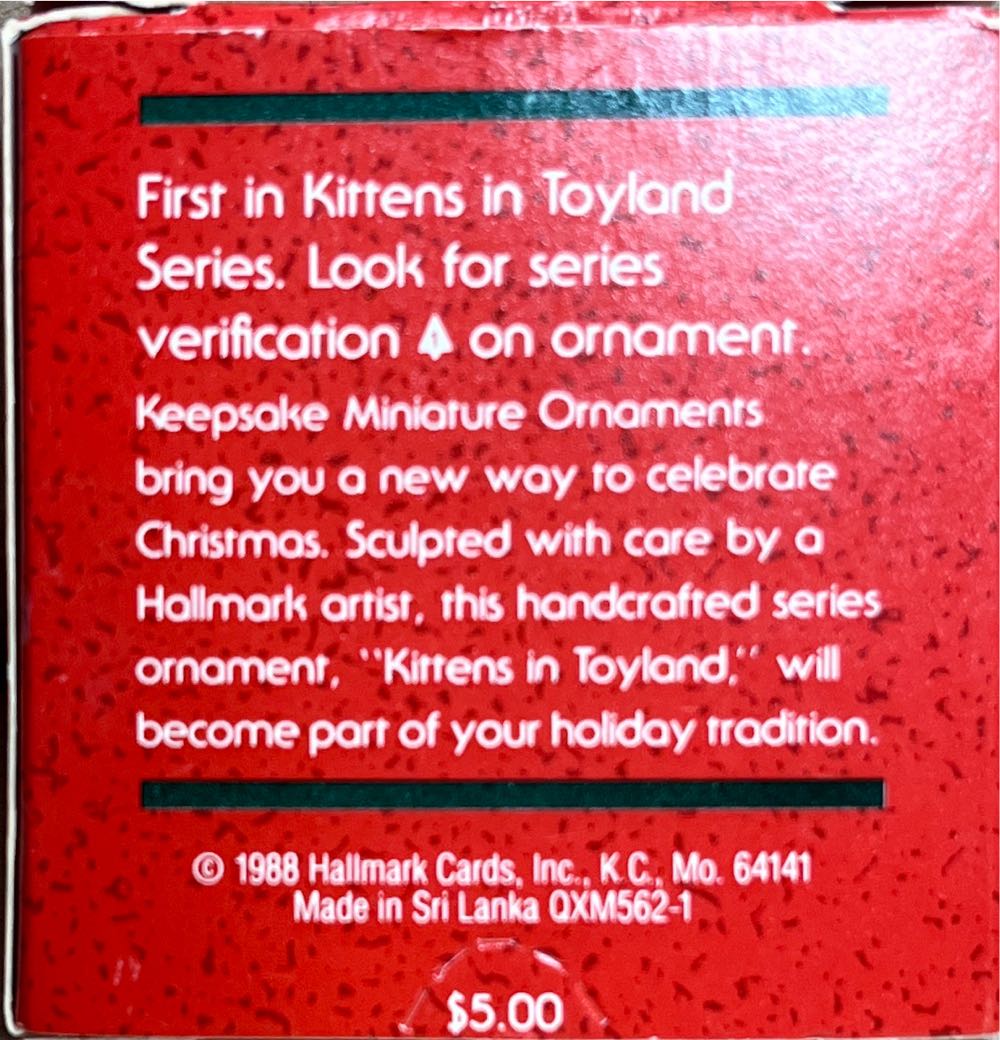 First in Kittens in Toyland
Series. Look for series
verification 1 on ornament.
Keepsake Miniature Ornaments
bring you a new way to celebrate
Christmas. Sculpted with care by a
Hallmark artist, this handcrafted series
ornament, "Kittens in Toyland," will
become part of your holiday tradition.
© 1988 Hallmark Cards, Inc., K.C., Mo. 64141
Made in Sri Lanka QXM562-1
$5.00